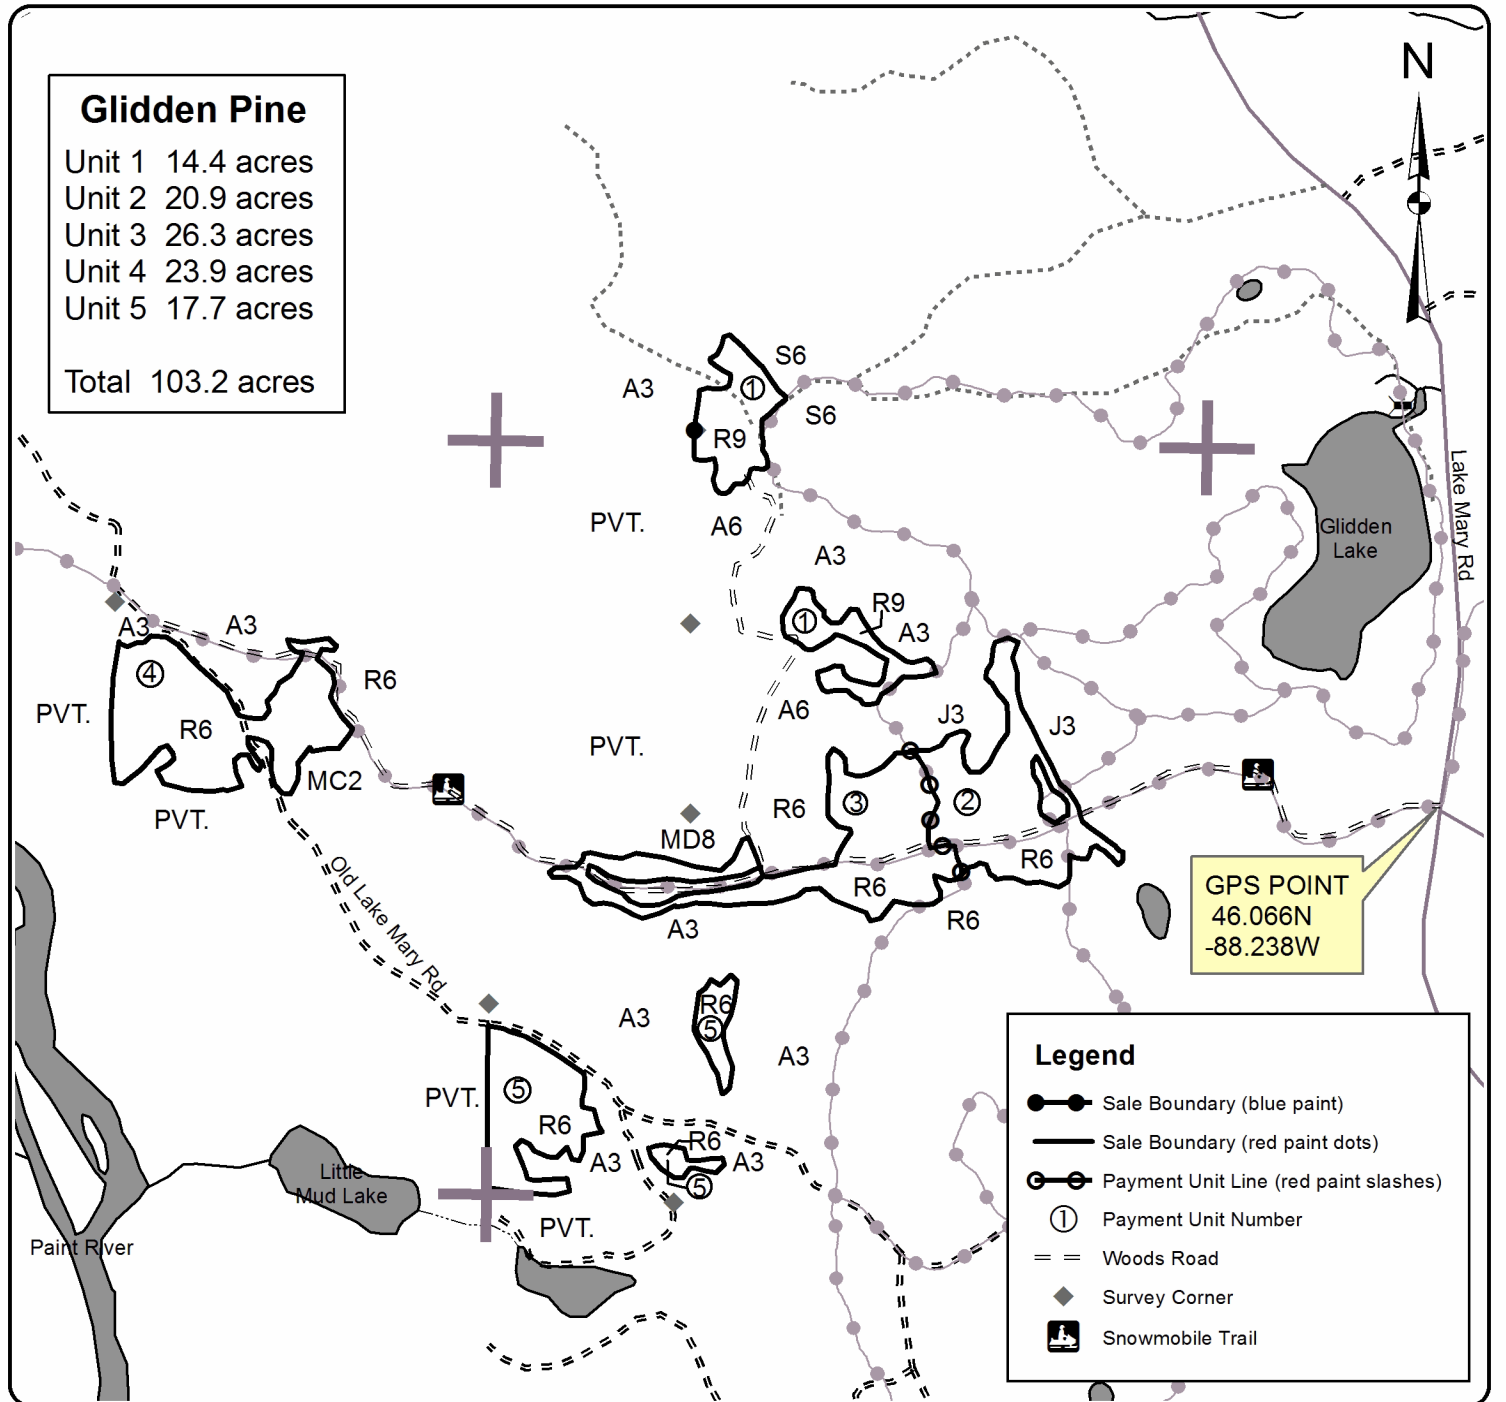 Glidden Pine
Unit 1 14.4 acres
Unit 2 20.9 acres
Unit 3 26.3 acres
Unit 4 23.9 acres
Unit 5 17.7 acres
Total 103.2 acres
N
S6
A3
1
S6
R9
Lake Mary Rd
PVT.
A6
Glidden
Lake
A3
R9
1
A3
A3
A3
4
R6
PVT.
R6
A6
J3
J3
PVT.
MC2
3
2
R6
PVT.
MD8
R6
R6
Old Lake Mary Rd
A3
R6
GPS POINT
46.066N
-88.238W
R6
5
A3
A3
PVT.
5
R6
R6
A3
A3
5
Little
Mud Lake
PVT.
Paint River
Legend
Sale Boundary (blue paint)
Sale Boundary (red paint dots)
Payment Unit Line (red paint slashes)
1 Payment Unit Number
Woods Road
Survey Corner
Snowmobile Trail